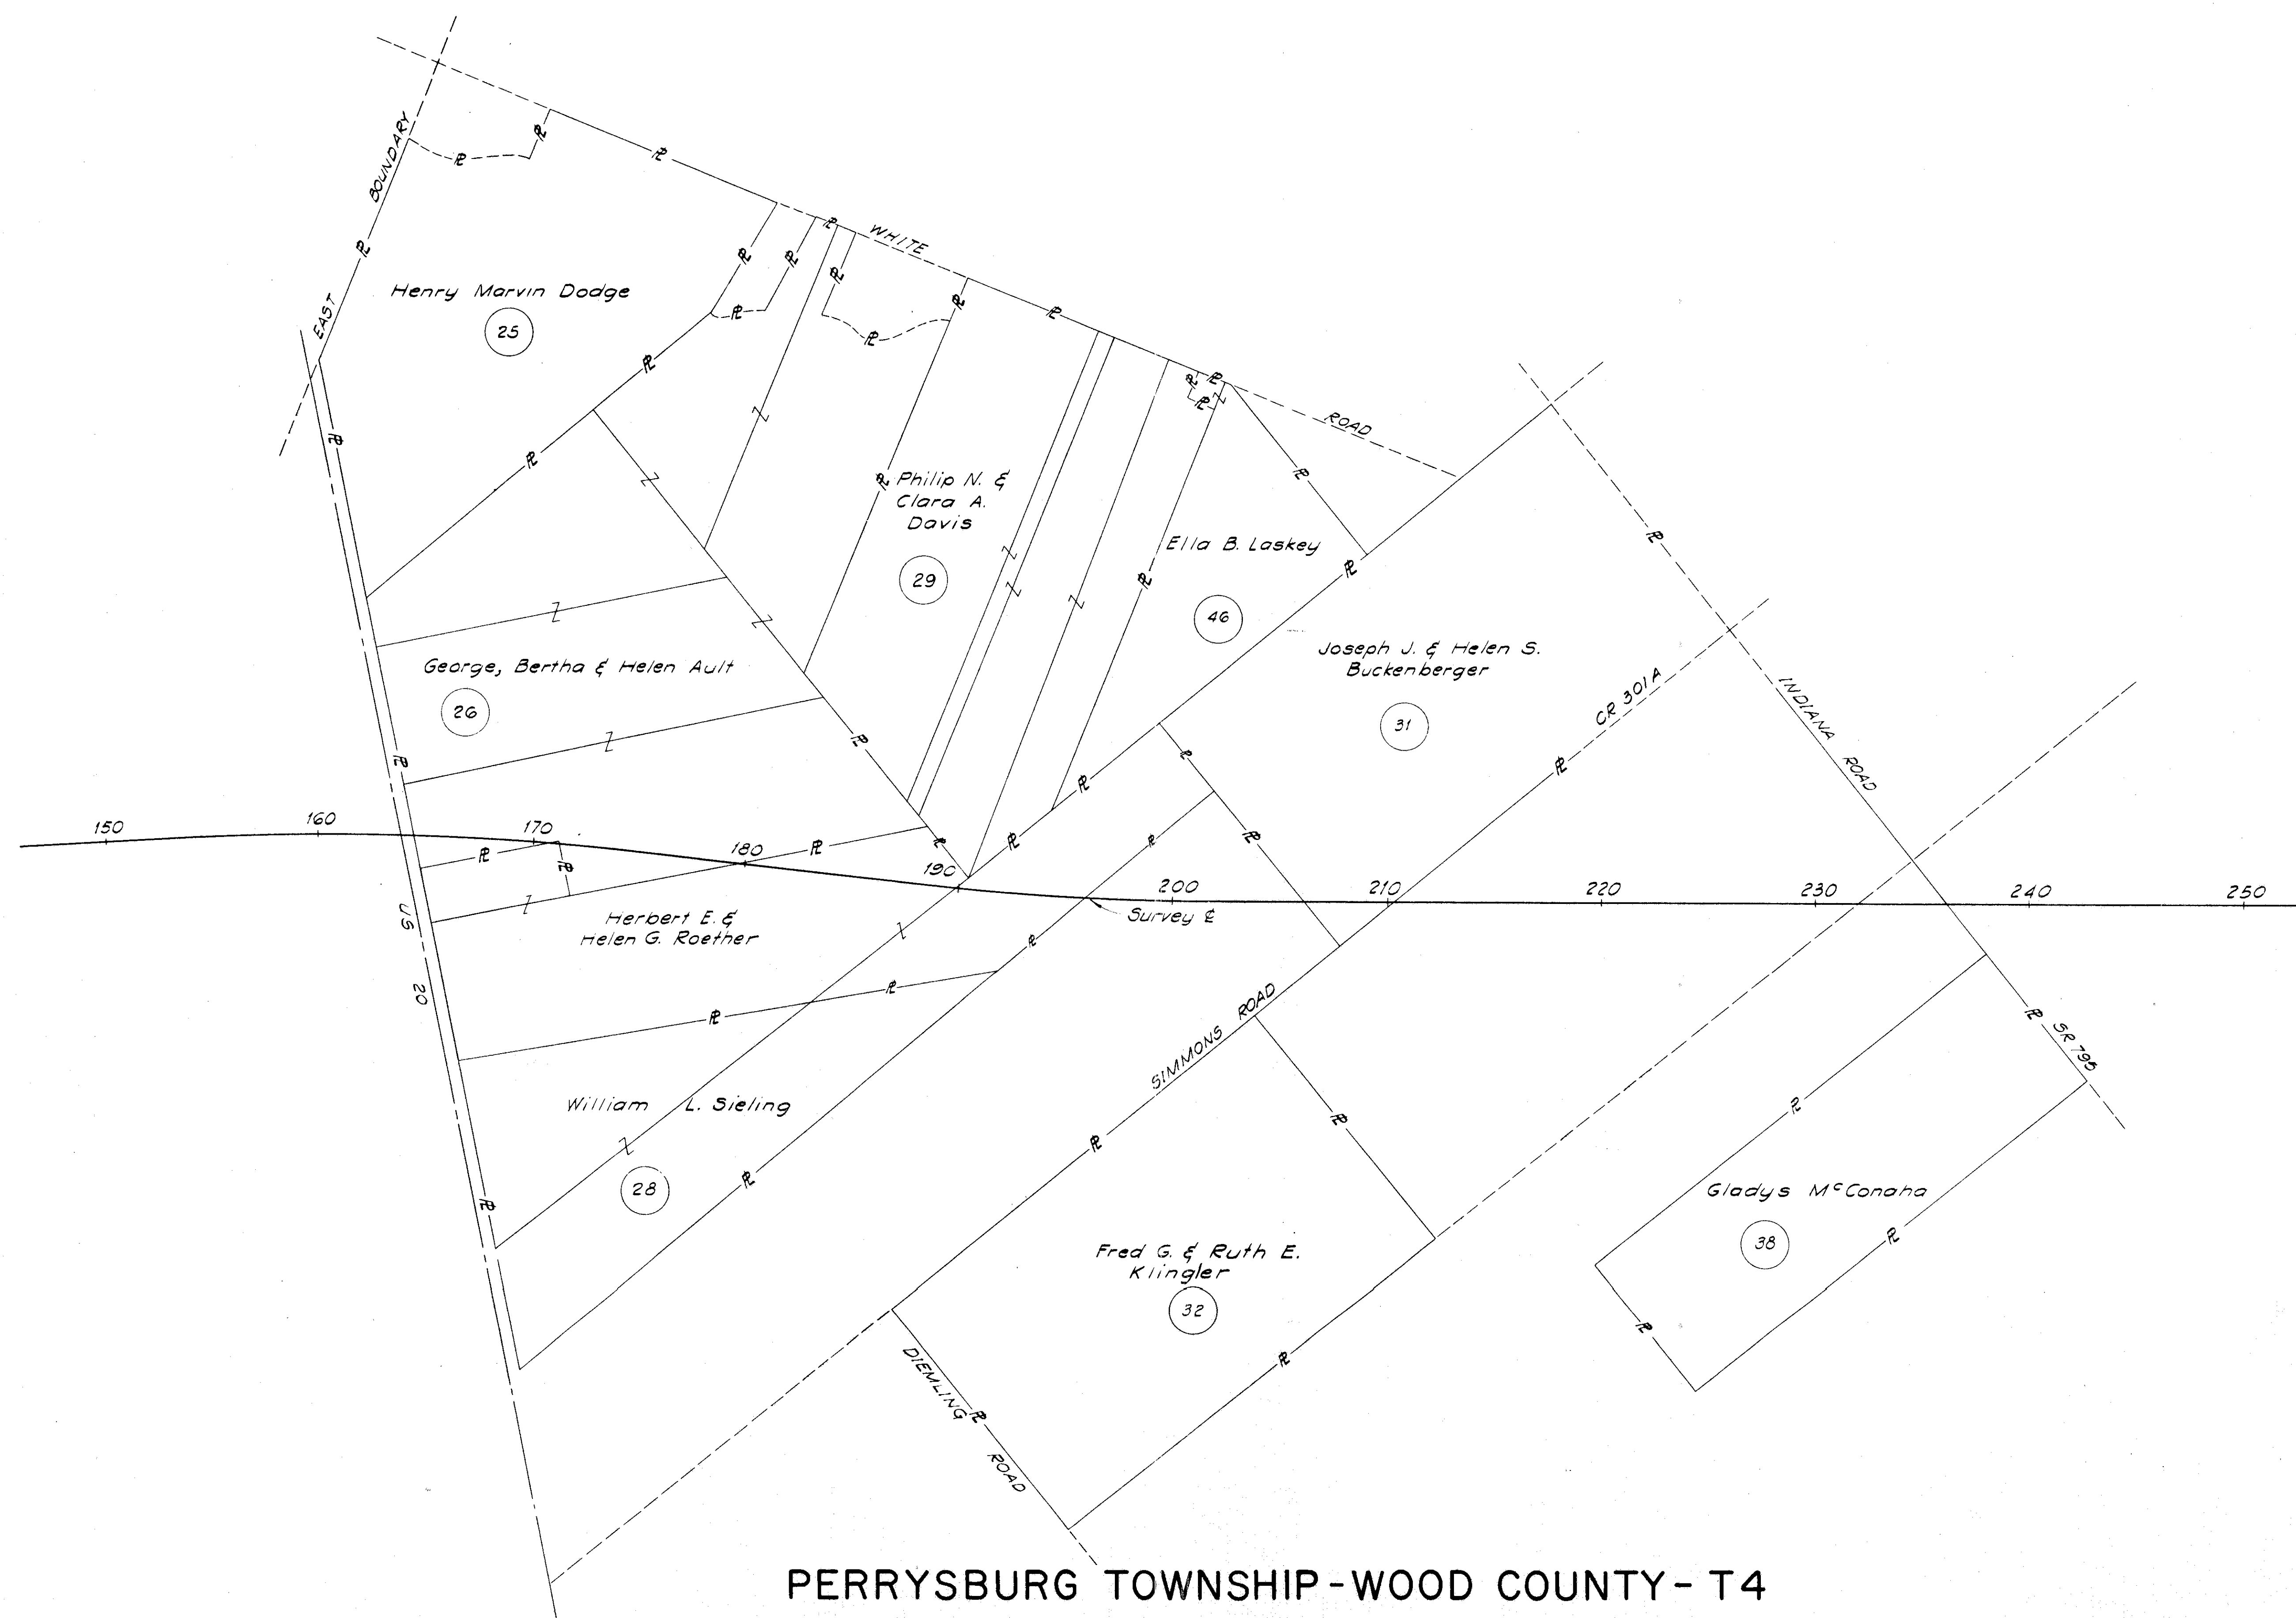 BOUNDARY
EAST
WHITE
ROAD
Henry Marvin Dodge
25
Philip N. &
Clara A.
Davis
29
Ella B. Laskey
46
George, Bertha & Helen Ault
26
Joseph J. & Helen S.
Buckenberger
31
CR 301A
INDIANA ROAD
150
160
170
180
190
200
210
220
230
240
250
Survey ℄
US 20
Herbert E. &
Helen G. Roether
SIMMONS ROAD
SR 795
William L. Sieling
28
Fred G. & Ruth E.
Klingler
32
Gladys McConaha
38
DIEMLING ROAD
PERRYSBURG TOWNSHIP-WOOD COUNTY-T4